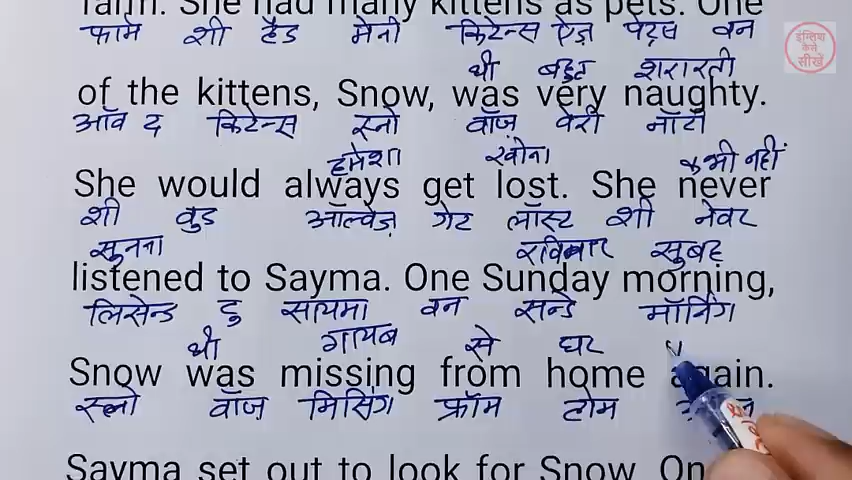 farm. She had many kittens as pets. One
फार्म शी हैड मेनी किटेन्स ऐज़ पेट्स वन
थी बहुत शरारती
of the kittens, Snow, was very naughty.
ऑव द किटेन्स स्नो वॉज़ वेरी नॉटी
हमेशा खोना कभी नहीं
She would always get lost. She never
शी वुड ऑल्वेज़ गेट लॉस्ट शी नेवर
सुनना रविवार सुबह
listened to Sayma. One Sunday morning,
लिसेन्ड टु सायमा वन सन्डे मॉर्निंग
थी गायब से घर
Snow was missing from home again.
स्नो वॉज़ मिसिंग फ्रॉम होम
Sayma set out to look for Snow. On
इंग्लिश
कैसे
सीखें